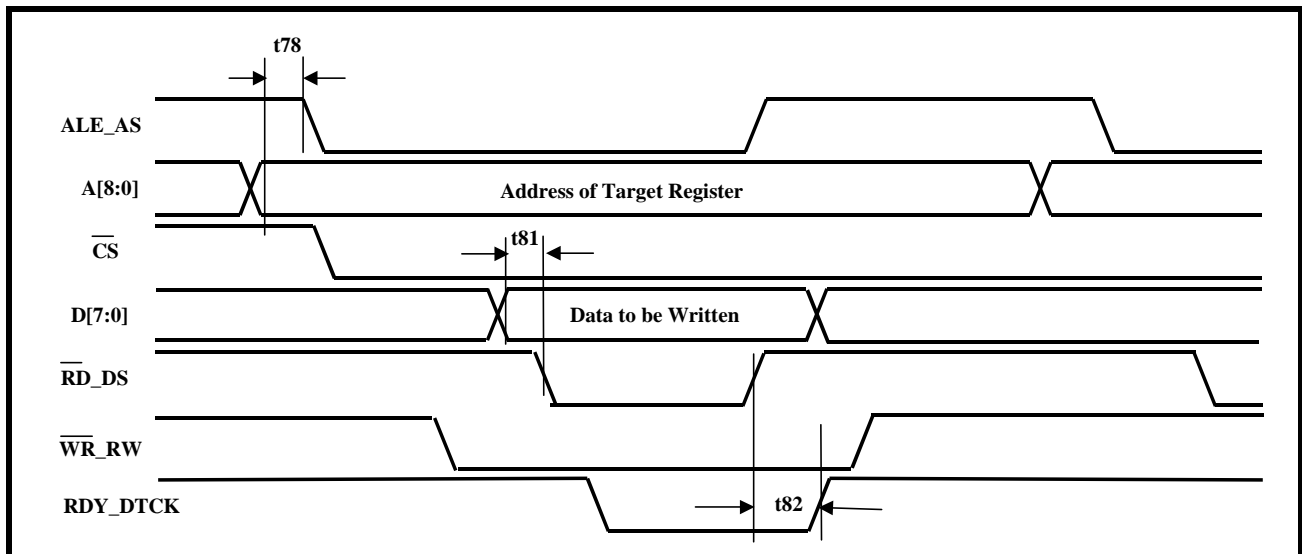 t78
ALE_AS
A[8:0]
Address of Target Register
CS
t81
D[7:0]
Data to be Written
RD_DS
WR_RW
RDY_DTCK
t82